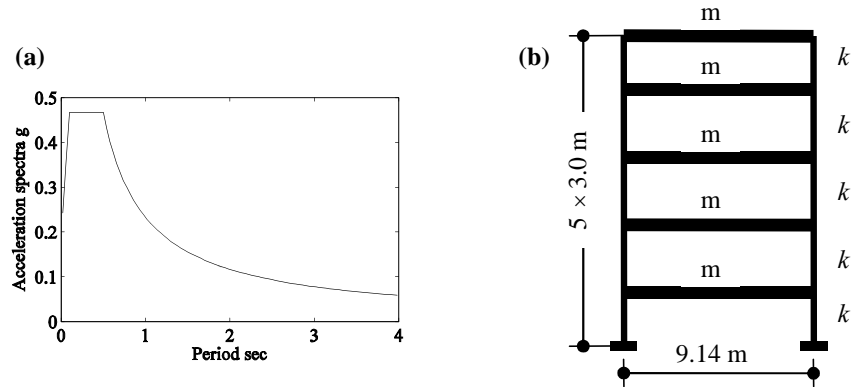 (a)
Acceleration spectra g
0.5
0.4
0.3
0.2
0.1
0
0 1 2 3 4
Period sec
(b)
5 × 3.0 m
m
k
m
k
m
k
m
k
m
k
9.14 m